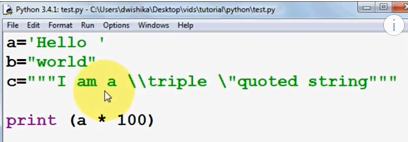 Python 3.4.1: test.py - C:\Users\dwishika\Desktop\vids\tutorial\python\test.py
File Edit Format Run Options Windows Help
a='Hello '
b="world"
c="""I am a \\triple \"quoted string"""
print (a * 100)